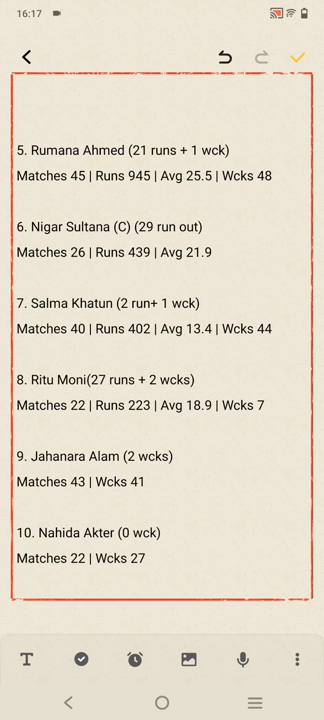 16:17
5. Rumana Ahmed (21 runs + 1 wck)
Matches 45 | Runs 945 | Avg 25.5 | Wcks 48
6. Nigar Sultana (C) (29 run out)
Matches 26 | Runs 439 | Avg 21.9
7. Salma Khatun (2 run+ 1 wck)
Matches 40 | Runs 402 | Avg 13.4 | Wcks 44
8. Ritu Moni(27 runs + 2 wcks)
Matches 22 | Runs 223 | Avg 18.9 | Wcks 7
9. Jahanara Alam (2 wcks)
Matches 43 | Wcks 41
10. Nahida Akter (0 wck)
Matches 22 | Wcks 27